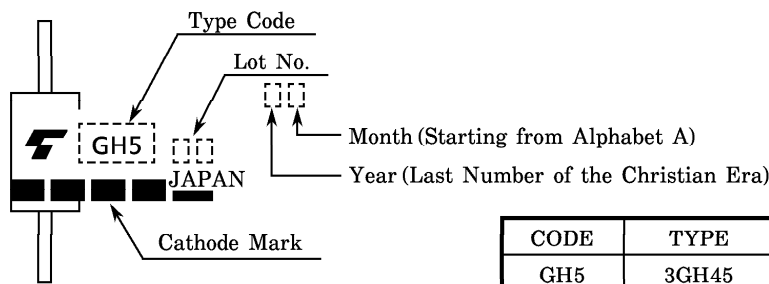 Type Code
Lot No.
GH5
JAPAN
Month (Starting from Alphabet A)
Year (Last Number of the Christian Era)
Cathode Mark
CODE TYPE
GH5 3GH45